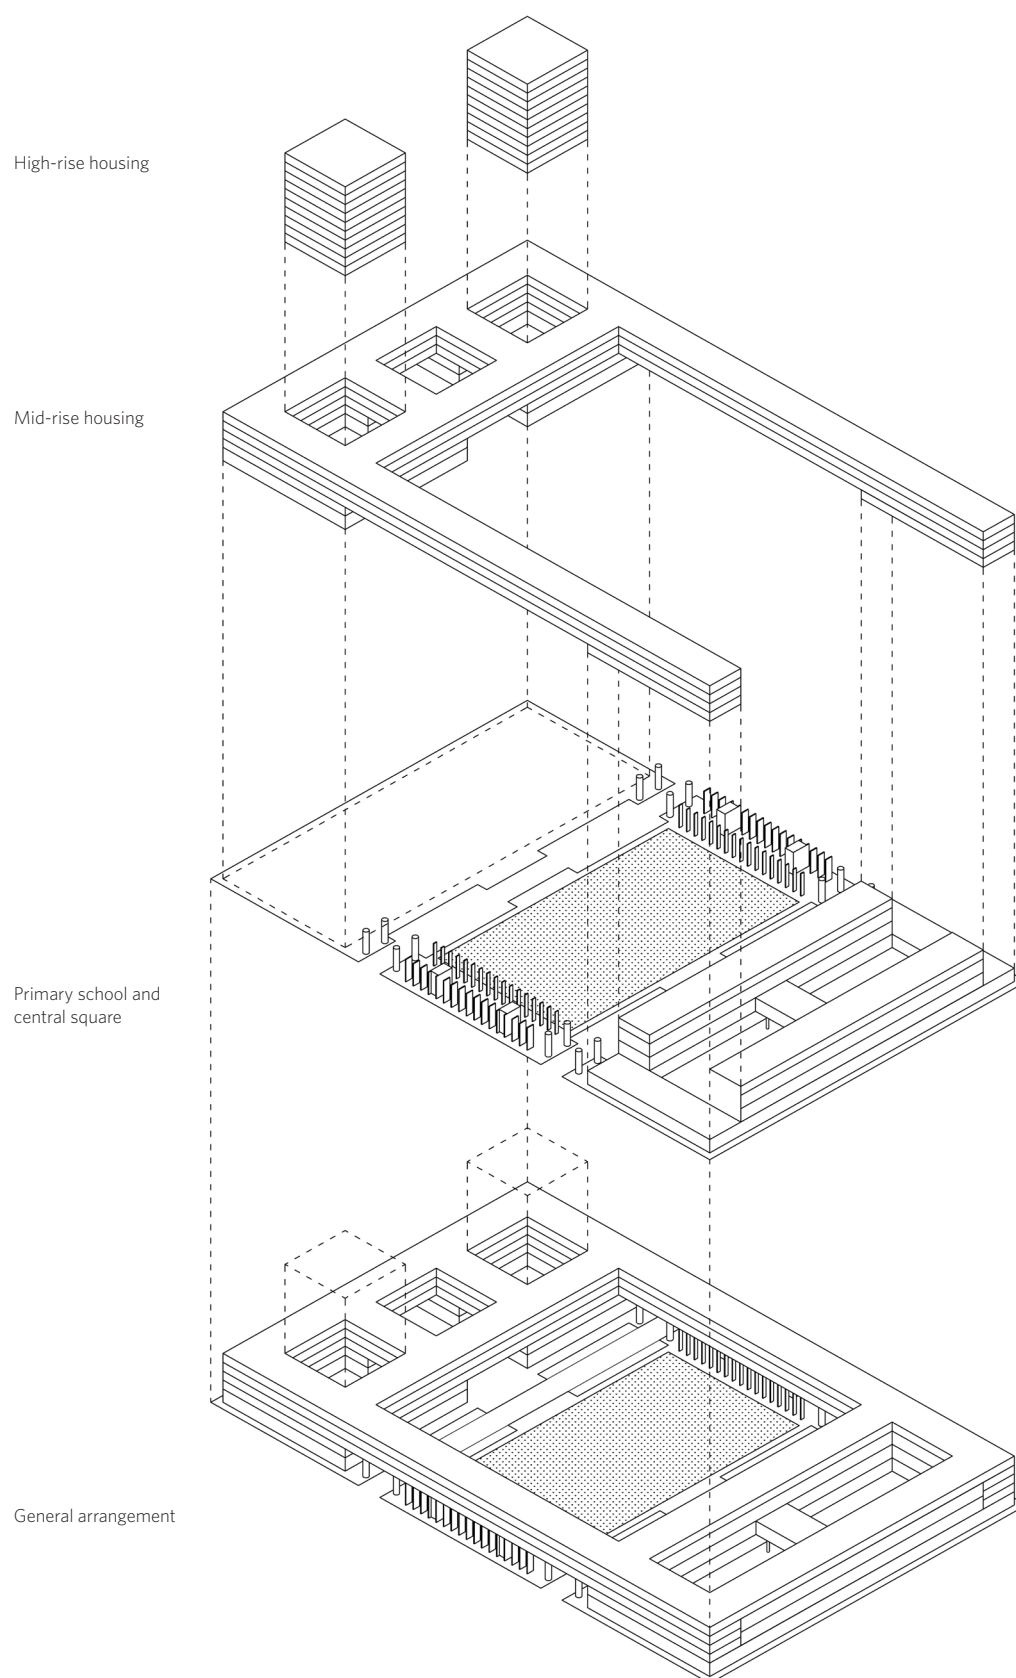 High-rise housing
Mid-rise housing
Primary school and
central square
General arrangement